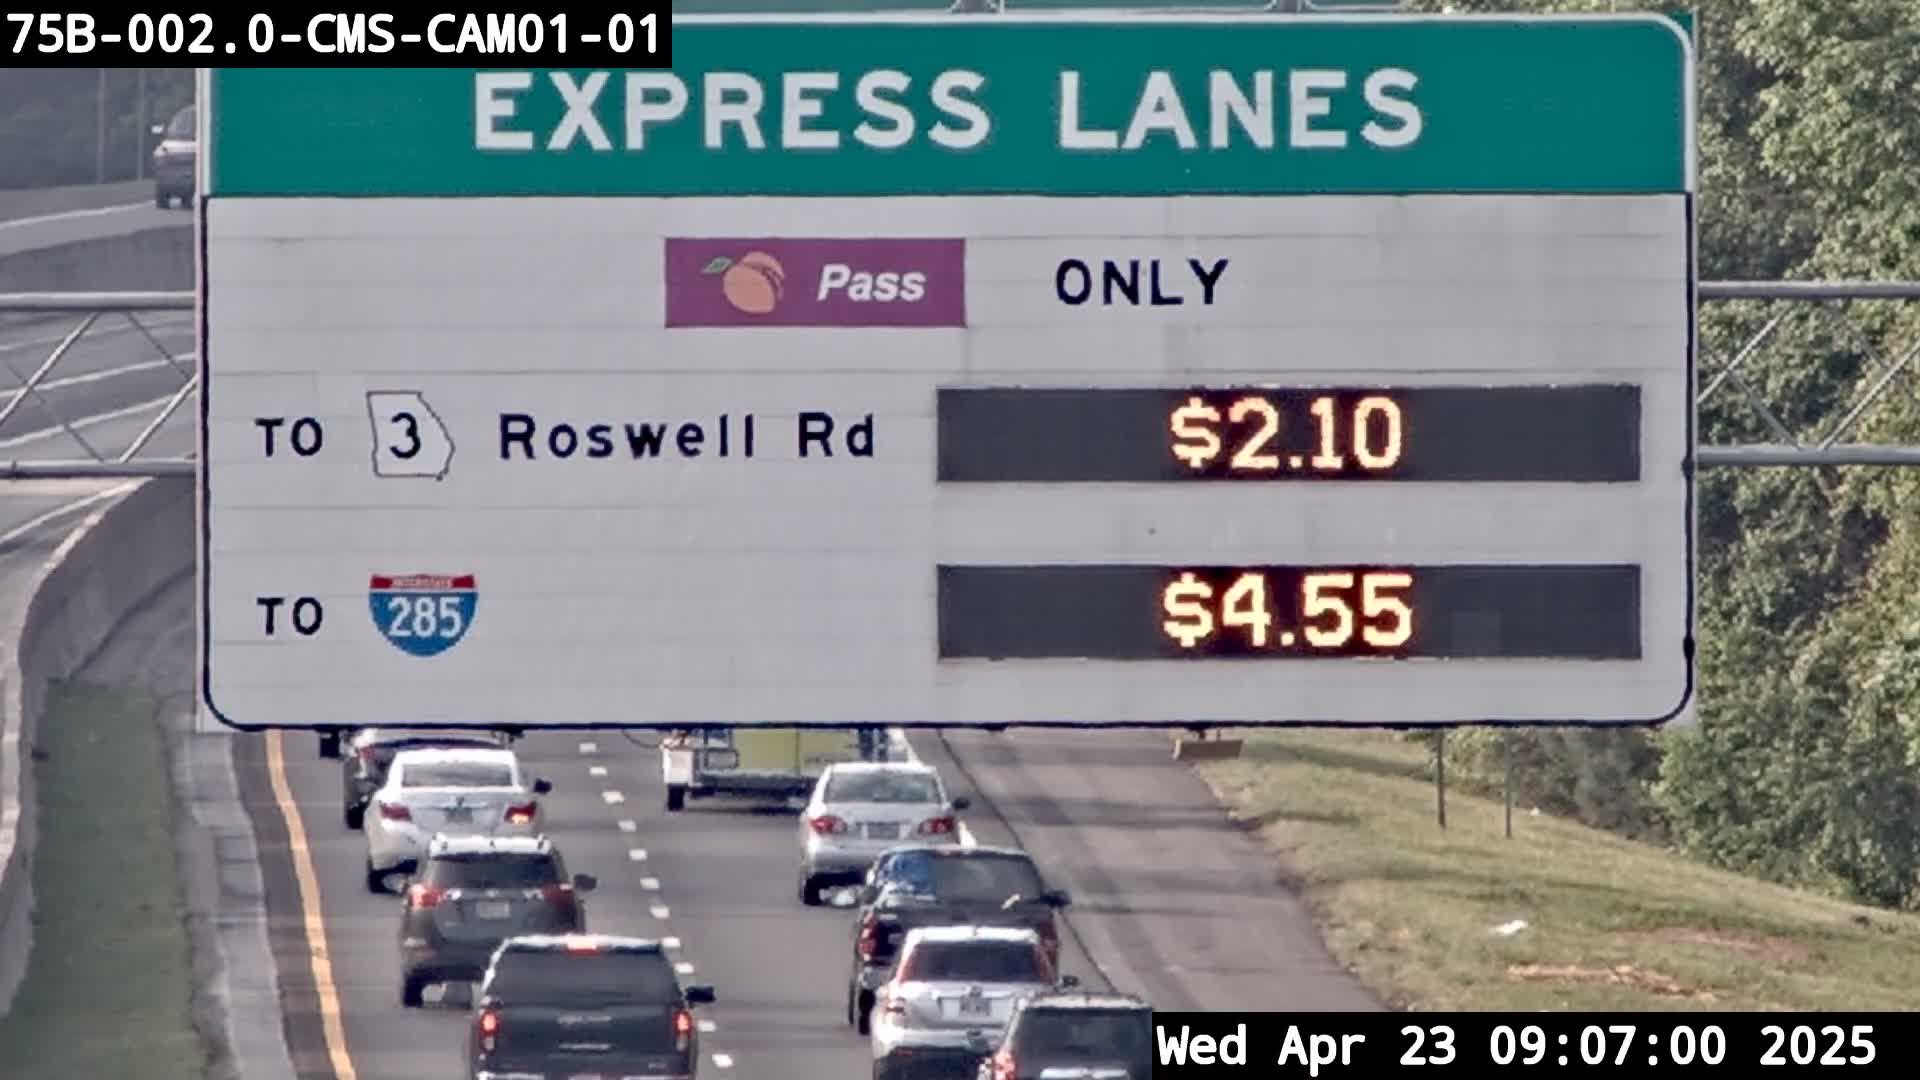 75B-002.0-CMS-CAM01-01
EXPRESS LANES
Pass ONLY
TO 3 Roswell Rd $2.10
TO INTERSTATE 285 $4.55
Wed Apr 23 09:07:00 2025